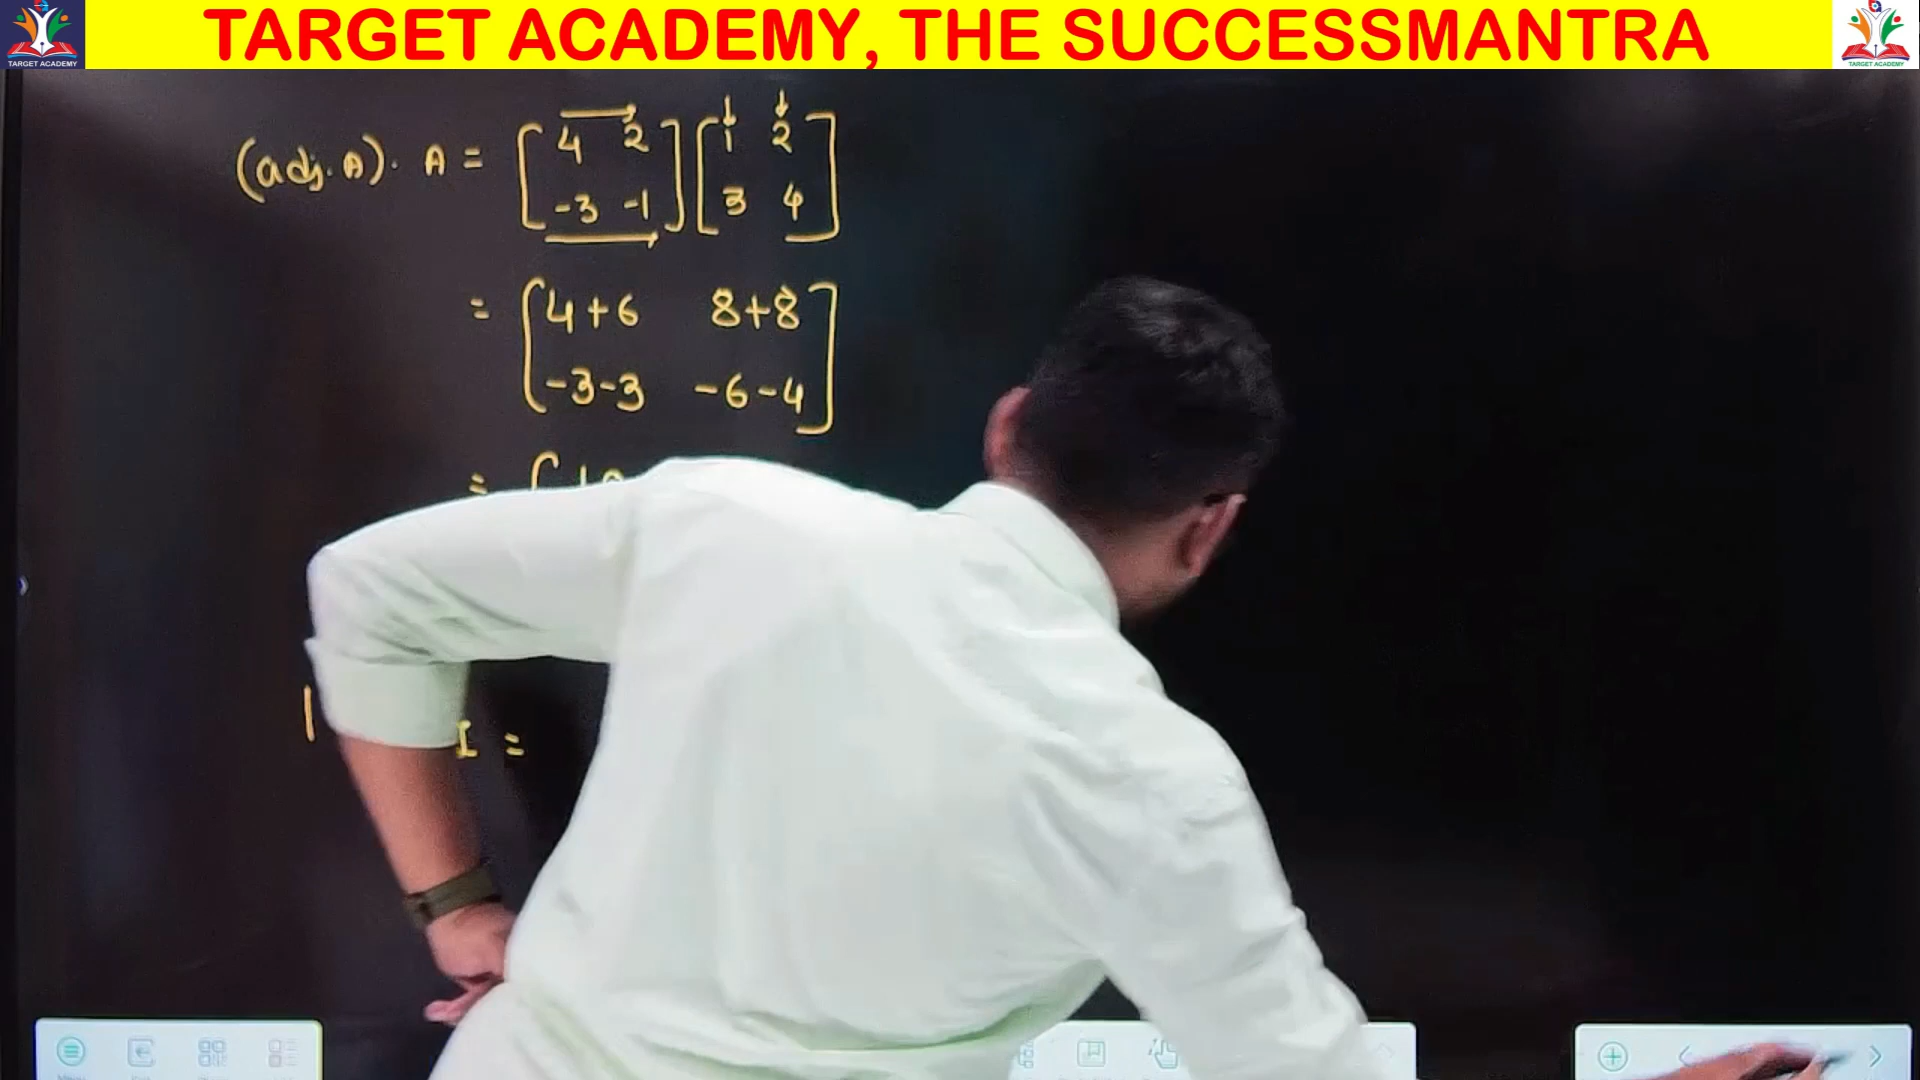 TARGET ACADEMY, THE SUCCESSMANTRA
TARGET ACADEMY
TARGET ACADEMY
(adj. A). A = [4 2 -3 -1] [1 2 3 4]
= [4+6 8+8
-3-3 -6-4]
= [10
I =